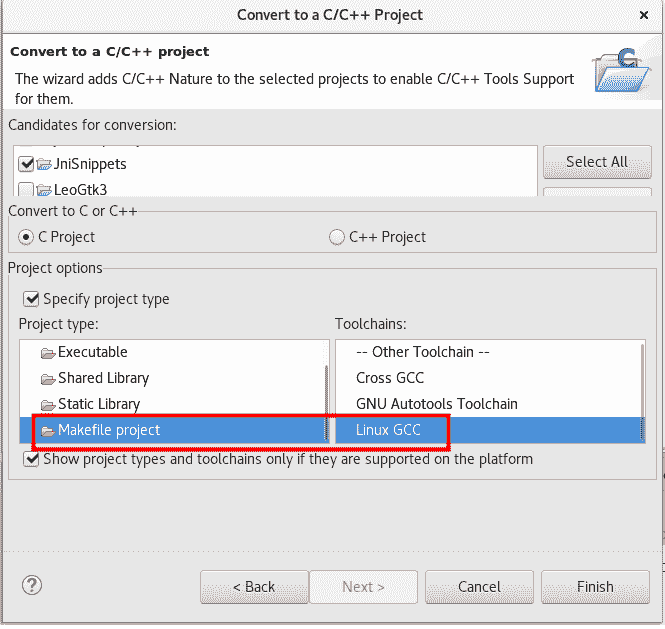 Convert to a C/C++ Project
×
Convert to a C/C++ project
The wizard adds C/C++ Nature to the selected projects to enable C/C++ Tools Support
for them.
C
Candidates for conversion:
JniSnippets
Select All
LeoGtk3
Convert to C or C++
C Project
C++ Project
Project options
Specify project type
Project type:
Toolchains:
Executable
-- Other Toolchain --
Shared Library
Cross GCC
Static Library
GNU Autotools Toolchain
Makefile project
Linux GCC
Show project types and toolchains only if they are supported on the platform
?
< Back
Next >
Cancel
Finish